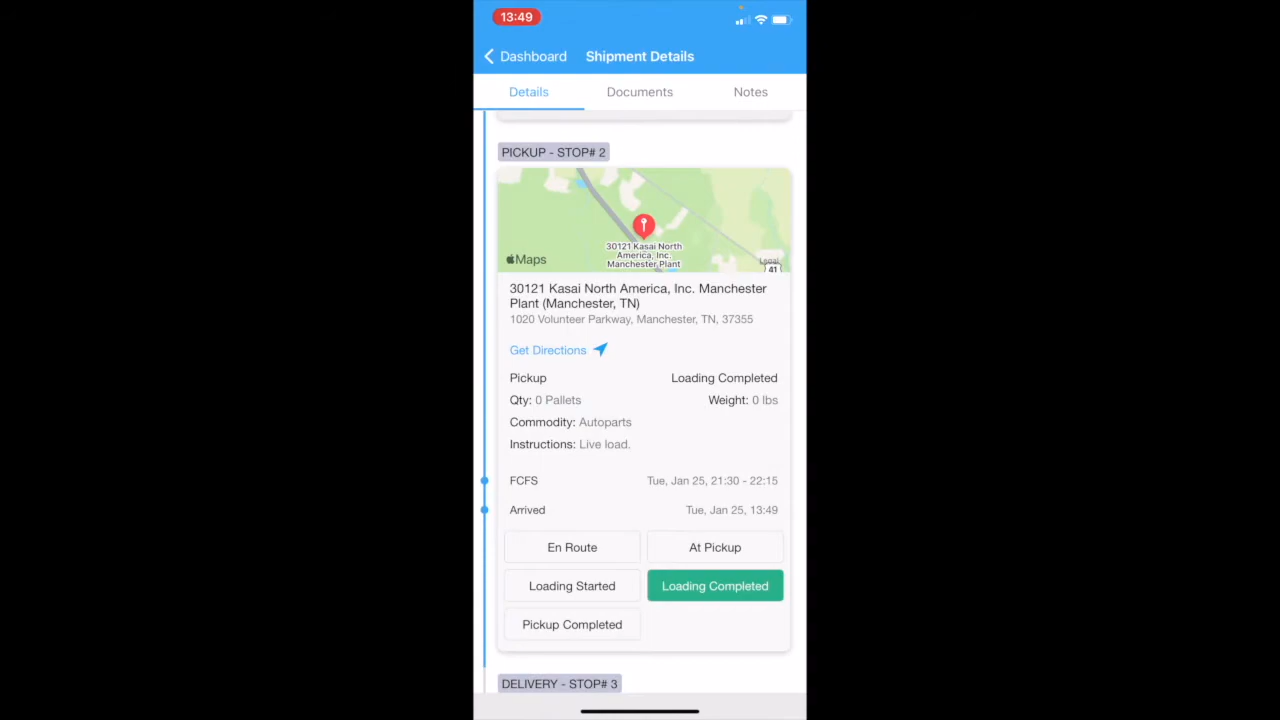 13:49
Dashboard
Shipment Details
Details
Documents
Notes
PICKUP - STOP# 2
30121 Kasai North
America, Inc.
Manchester Plant
Maps
Legal
41
30121 Kasai North America, Inc. Manchester
Plant (Manchester, TN)
1020 Volunteer Parkway, Manchester, TN, 37355
Get Directions
Pickup
Loading Completed
Qty: 0 Pallets
Weight: 0 lbs
Commodity: Autoparts
Instructions: Live load.
FCFS
Tue, Jan 25, 21:30 - 22:15
Arrived
Tue, Jan 25, 13:49
En Route
At Pickup
Loading Started
Loading Completed
Pickup Completed
DELIVERY - STOP# 3